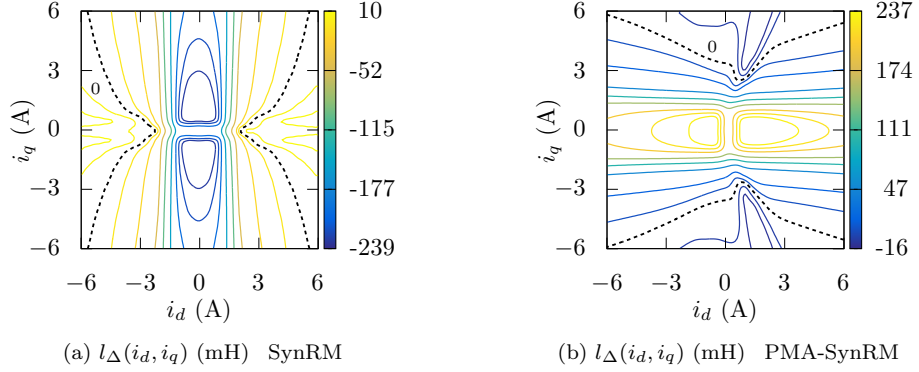 6
3
0
−3
−6
i_q (A)
0
−6 −3 0 3 6
i_d (A)
10
-52
-115
-177
-239
(a) l_Δ(i_d, i_q) (mH) SynRM
6
3
0
−3
−6
i_q (A)
0
−6 −3 0 3 6
i_d (A)
237
174
111
47
-16
(b) l_Δ(i_d, i_q) (mH) PMA-SynRM